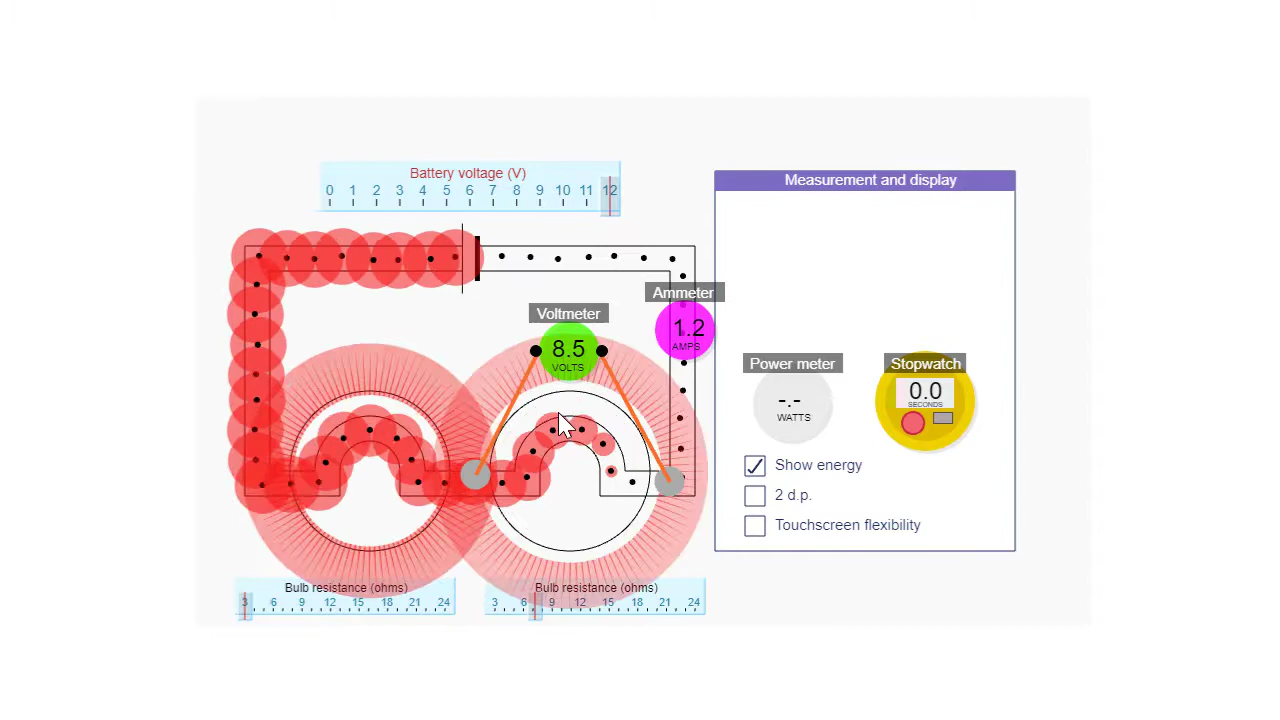 Battery voltage (V)
0 1 2 3 4 5 6 7 8 9 10 11 12
Measurement and display
Ammeter
1.2
AMPS
Voltmeter
8.5
VOLTS
Power meter
-.-
WATTS
Stopwatch
0.0
SECONDS
Show energy
2 d.p.
Touchscreen flexibility
Bulb resistance (ohms)
3 6 9 12 15 18 21 24
Bulb resistance (ohms)
3 6 9 12 15 18 21 24